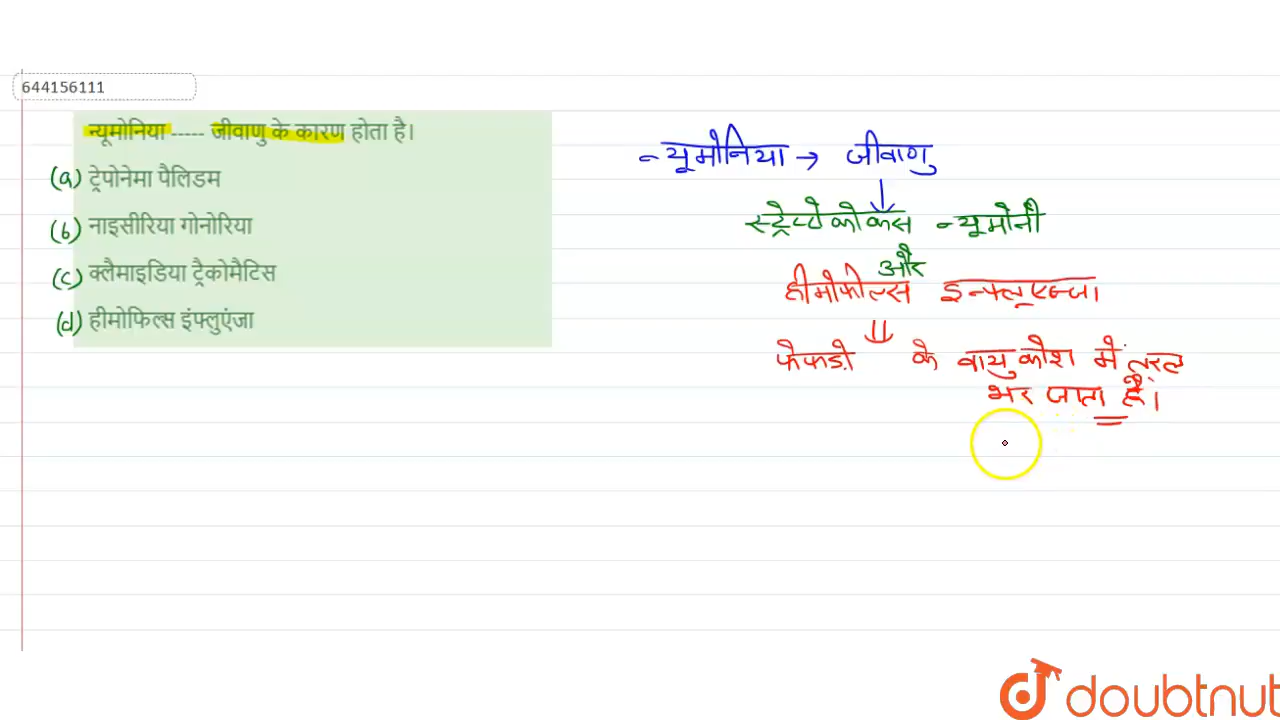 644156111
न्यूमोनिया ----- जीवाणु के कारण होता है।
(a) ट्रेपोनेमा पैलिडम
(b) नाइसीरिया गोनोरिया
(c) क्लैमाइडिया ट्रैकोमैटिस
(d) हीमोफिल्स इंफ्लुएंजा
न्यूमोनिया → जीवाणु
↓
स्ट्रेप्टोकोकस न्यूमोनी
और
हीमोफील्स इन्फ्लूएन्जा
⇓
फेफड़ो के वायु कोश में तरल
भर जाता है।
doubtnut